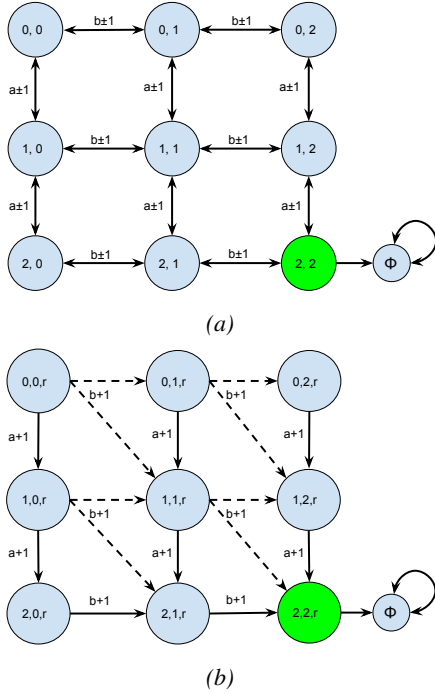 0, 0 b±1 0, 1 b±1 0, 2
a±1 a±1 a±1
1, 0 b±1 1, 1 b±1 1, 2
a±1 a±1 a±1
2, 0 b±1 2, 1 b±1 2, 2 Φ
(a)
0,0,r 0,1,r 0,2,r
b+1 b+1
a+1 a+1 a+1
1,0,r 1,1,r 1,2,r
b+1 b+1
a+1 a+1 a+1
2,0,r b+1 2,1,r b+1 2,2,r Φ
(b)